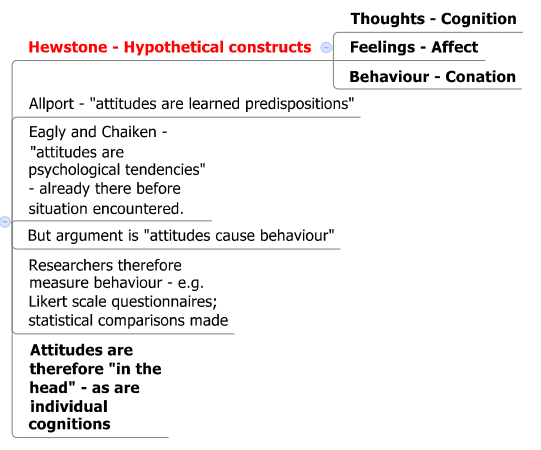 Thoughts - Cognition
Hewstone - Hypothetical constructs
Feelings - Affect
Behaviour - Conation
Allport - "attitudes are learned predispositions"
Eagly and Chaiken -
"attitudes are
psychological tendencies"
- already there before
situation encountered.
But argument is "attitudes cause behaviour"
Researchers therefore
measure behaviour - e.g.
Likert scale questionnaires;
statistical comparisons made
Attitudes are
therefore "in the
head" - as are
individual
cognitions